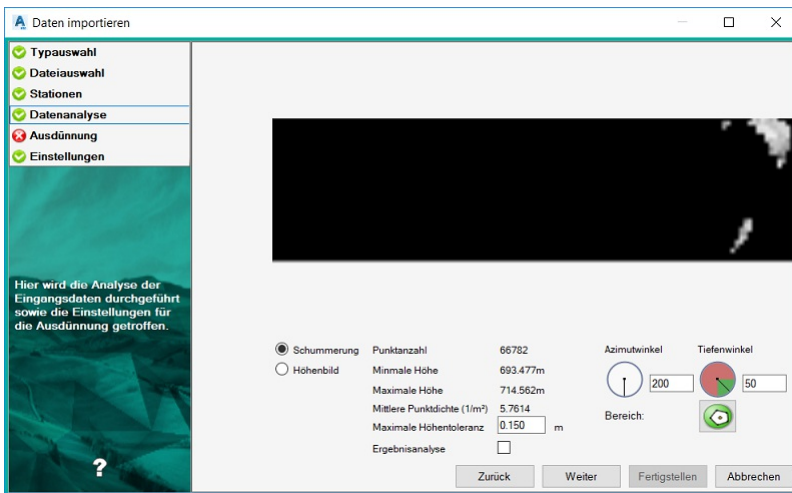 Daten importieren
Typauswahl
Dateiauswahl
Stationen
Datenanalyse
Ausdünnung
Einstellungen
Hier wird die Analyse der
Eingangsdaten durchgeführt
sowie die Einstellungen für
die Ausdünnung getroffen.
?
Schummerung
Höhenbild
Punktanzahl 66782
Minmale Höhe 693.477m
Maximale Höhe 714.562m
Mittlere Punktdichte (1/m²) 5.7614
Maximale Höhentoleranz 0.150 m
Ergebnisanalyse
Azimutwinkel Tiefenwinkel
200 50
Bereich:
Zurück Weiter Fertigstellen Abbrechen